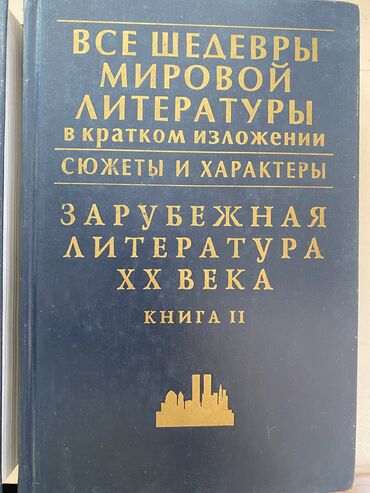 ВСЕ ШЕДЕВРЫ
МИРОВОЙ
ЛИТЕРАТУРЫ
В КРАТКОМ ИЗЛОЖЕНИИ
СЮЖЕТЫ И ХАРАКТЕРЫ
ЗАРУБЕЖНАЯ
ЛИТЕРАТУРА
XX ВЕКА
КНИГА II